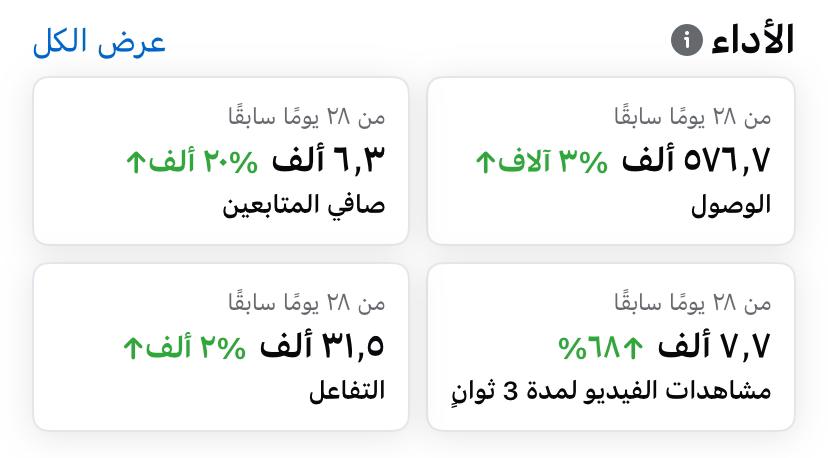 الأداء
عرض الكل
من ٢٨ يومًا سابقًا
٥٧٦,٧ ألف ٣% آلاف↑
الوصول
من ٢٨ يومًا سابقًا
٦,٣ ألف ٢٠% ألف↑
صافي المتابعين
من ٢٨ يومًا سابقًا
٧,٧ ألف ↑٦٨%
مشاهدات الفيديو لمدة 3 ثوانٍ
من ٢٨ يومًا سابقًا
٣١,٥ ألف ٢% ألف↑
التفاعل